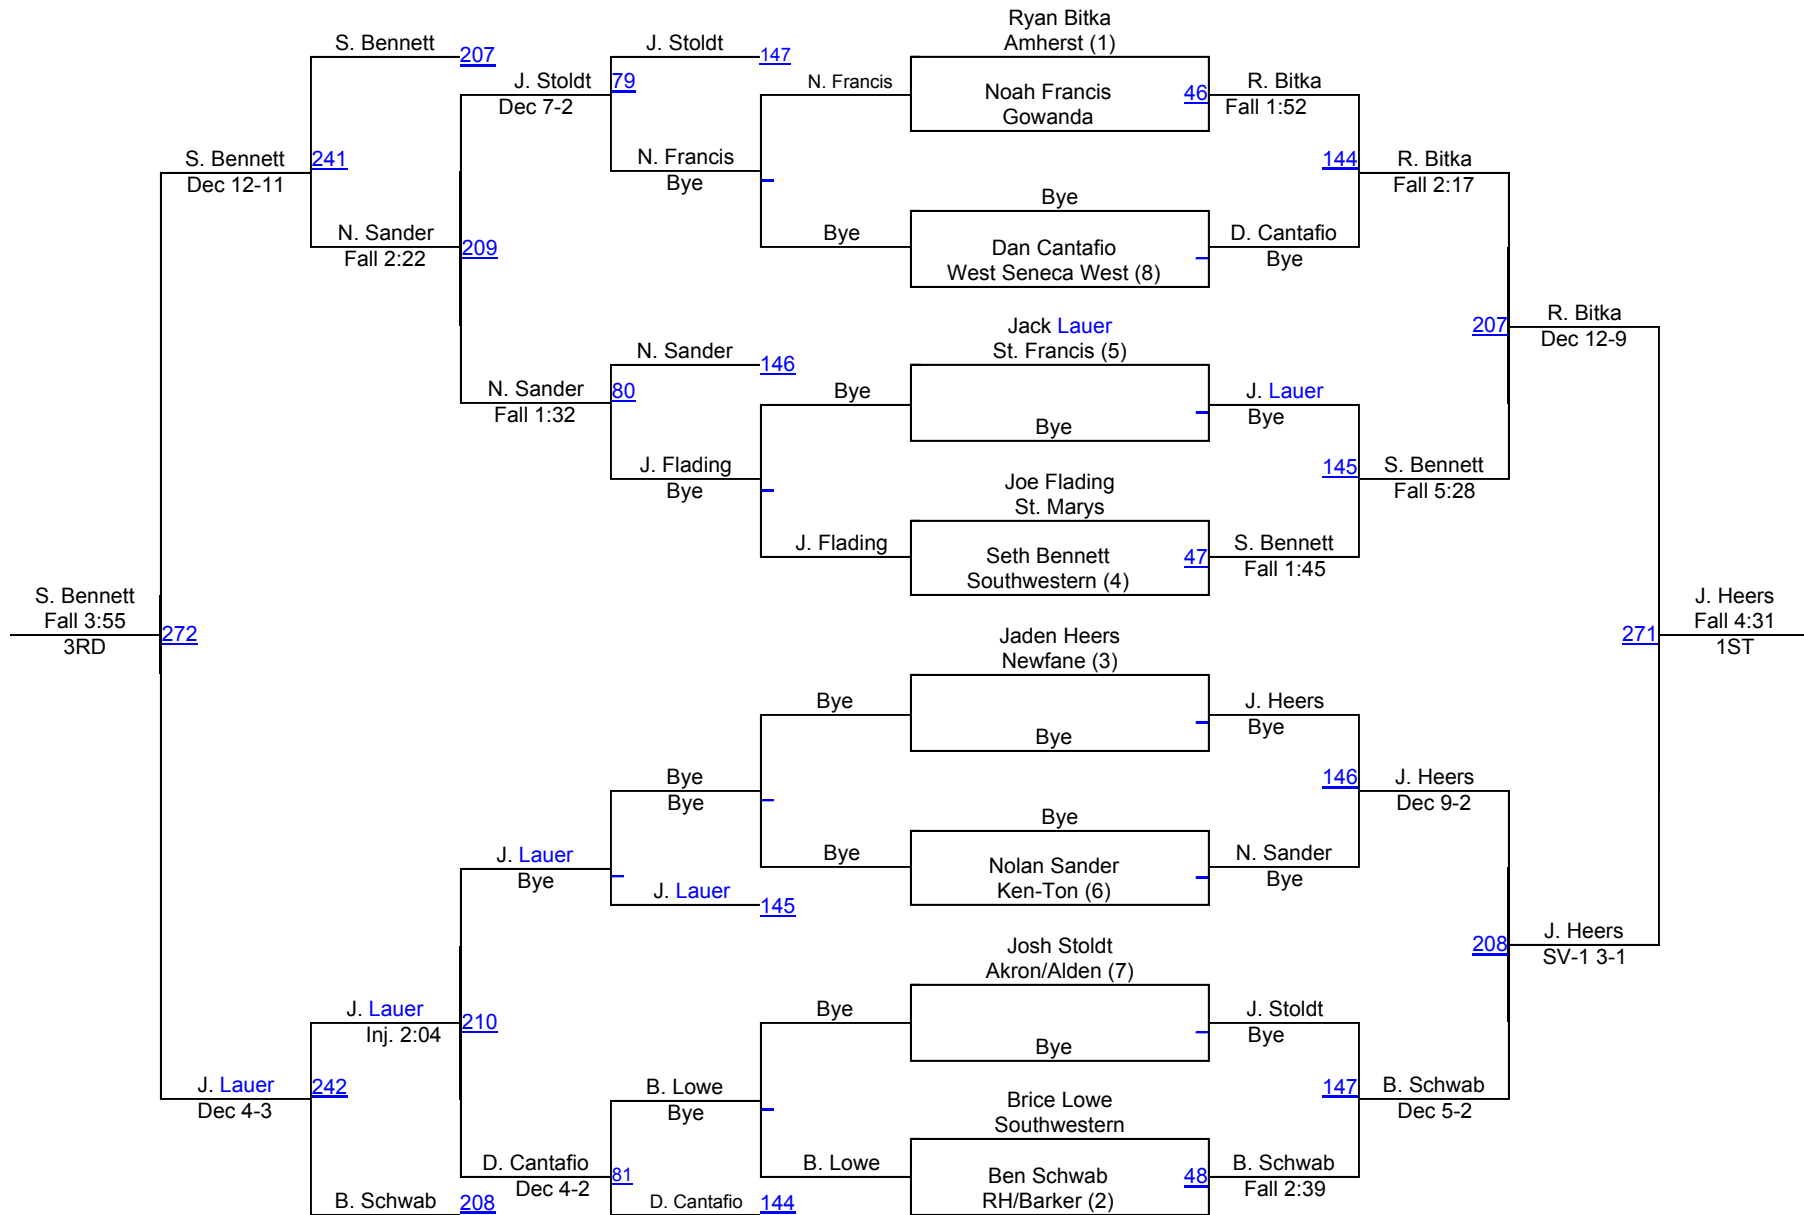 Ryan Bitka
Amherst (1)
S. Bennett
207
J. Stoldt
147
J. Stoldt
79
Dec 7-2
N. Francis
Noah Francis
Gowanda
46
R. Bitka
Fall 1:52
S. Bennett
241
Dec 12-11
N. Francis
Bye
144
R. Bitka
Fall 2:17
Bye
N. Sander
Fall 2:22
209
Bye
Dan Cantafio
West Seneca West (8)
D. Cantafio
Bye
Jack Lauer
St. Francis (5)
207
R. Bitka
Dec 12-9
N. Sander
146
N. Sander
80
Fall 1:32
Bye
Bye
J. Lauer
Bye
J. Flading
Bye
Joe Flading
St. Marys
145
S. Bennett
Fall 5:28
J. Flading
Seth Bennett
Southwestern (4)
47
S. Bennett
Fall 1:45
S. Bennett
Fall 3:55
3RD
272
Jaden Heers
Newfane (3)
271
J. Heers
Fall 4:31
1ST
Bye
Bye
J. Heers
Bye
Bye
Bye
146
J. Heers
Dec 9-2
Bye
J. Lauer
Bye
Bye
Nolan Sander
Ken-Ton (6)
N. Sander
Bye
J. Lauer
145
Josh Stoldt
Akron/Alden (7)
208
J. Heers
SV-1 3-1
J. Lauer
Inj. 2:04
210
Bye
Bye
J. Stoldt
Bye
J. Lauer
242
Dec 4-3
B. Lowe
Bye
Brice Lowe
Southwestern
147
B. Schwab
Dec 5-2
D. Cantafio
Dec 4-2
81
B. Lowe
Ben Schwab
RH/Barker (2)
48
B. Schwab
Fall 2:39
B. Schwab
208
D. Cantafio
144